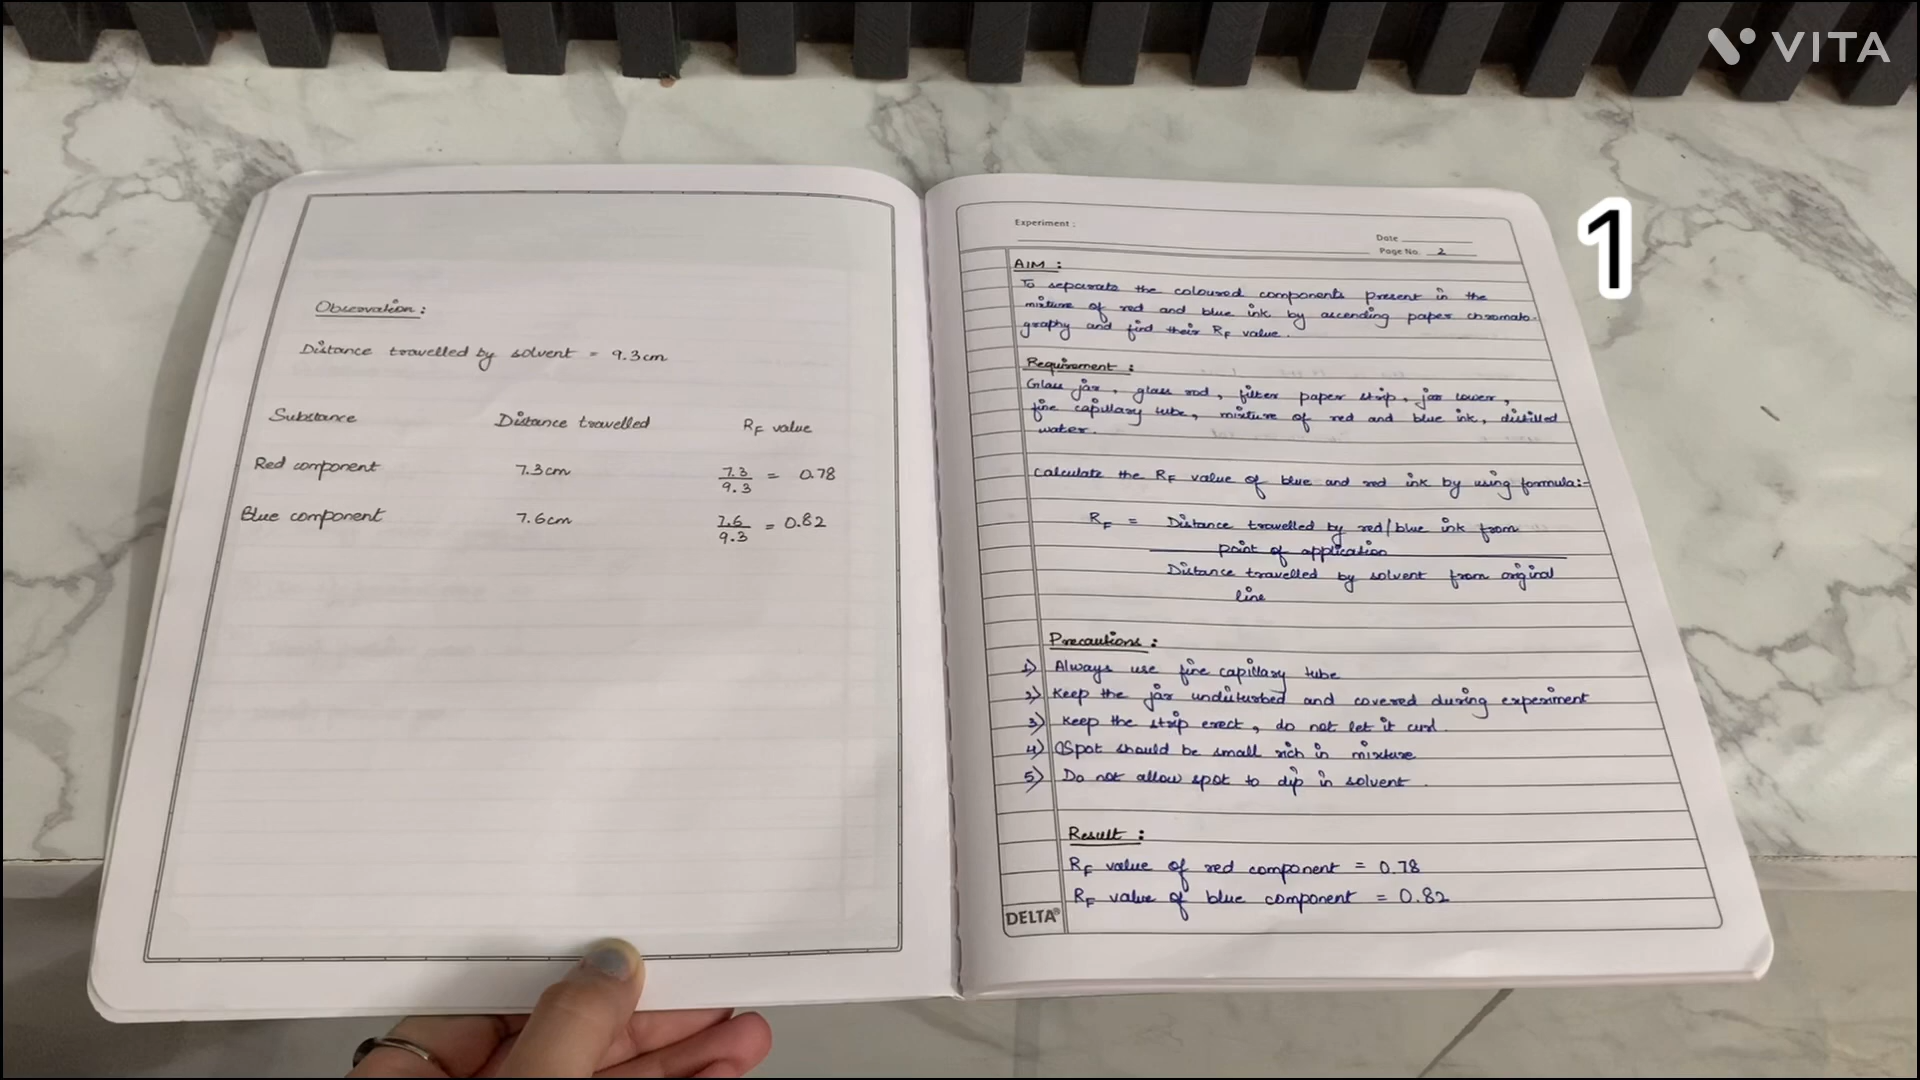 VITA
1
Observation :
Distance travelled by solvent = 9.3cm
Substance Distance travelled RF value
Red component 7.3cm 7.3/9.3 = 0.78
Blue component 7.6cm 7.6/9.3 = 0.82
Experiment :
Date
Page No. 2
AIM :
To separate the coloured components present in the
mixture of red and blue ink by ascending paper chromato-
graphy and find their RF value.
Requirement :
Glass jar, glass rod, filter paper strip, jar cover,
fine capillary tube, mixture of red and blue ink, distilled
water.
Calculate the RF value of blue and red ink by using formula:-
RF = Distance travelled by red/blue ink from
point of application
Distance travelled by solvent from original
line
Precautions :
1) Always use fine capillary tube
2) Keep the jar undisturbed and covered during experiment
3) Keep the strip erect, do not let it curl.
4) Spot should be small rich in mixture
5) Do not allow spot to dip in solvent.
Result :
RF value of red component = 0.78
RF value of blue component = 0.82
DELTA®